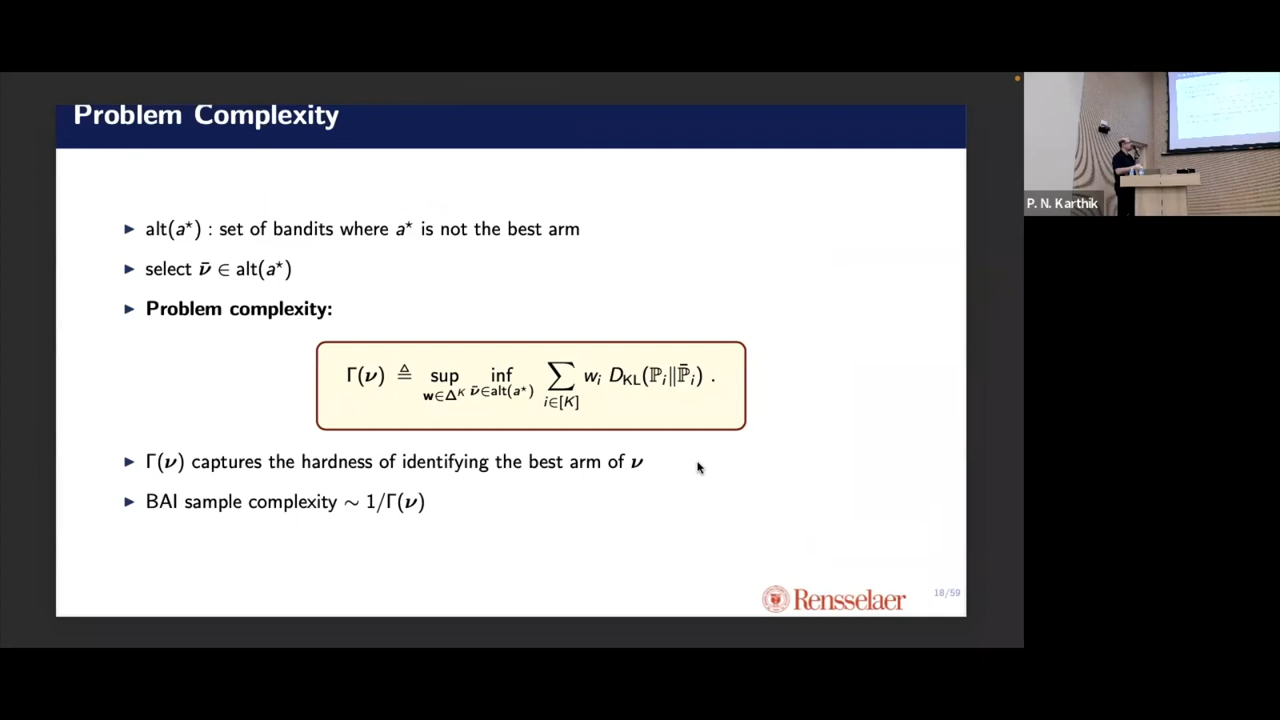 Problem Complexity
▶ alt(a⋆) : set of bandits where a⋆ is not the best arm
▶ select ν̄ ∈ alt(a⋆)
▶ Problem complexity:
Γ(ν) ≜ sup_{w∈Δ^K} inf_{ν̄∈alt(a⋆)} ∑_{i∈[K]} w_i D_KL(ℙ_i‖ℙ̄_i) .
▶ Γ(ν) captures the hardness of identifying the best arm of ν
▶ BAI sample complexity ∼ 1/Γ(ν)
Rensselaer
18/59
P. N. Karthik